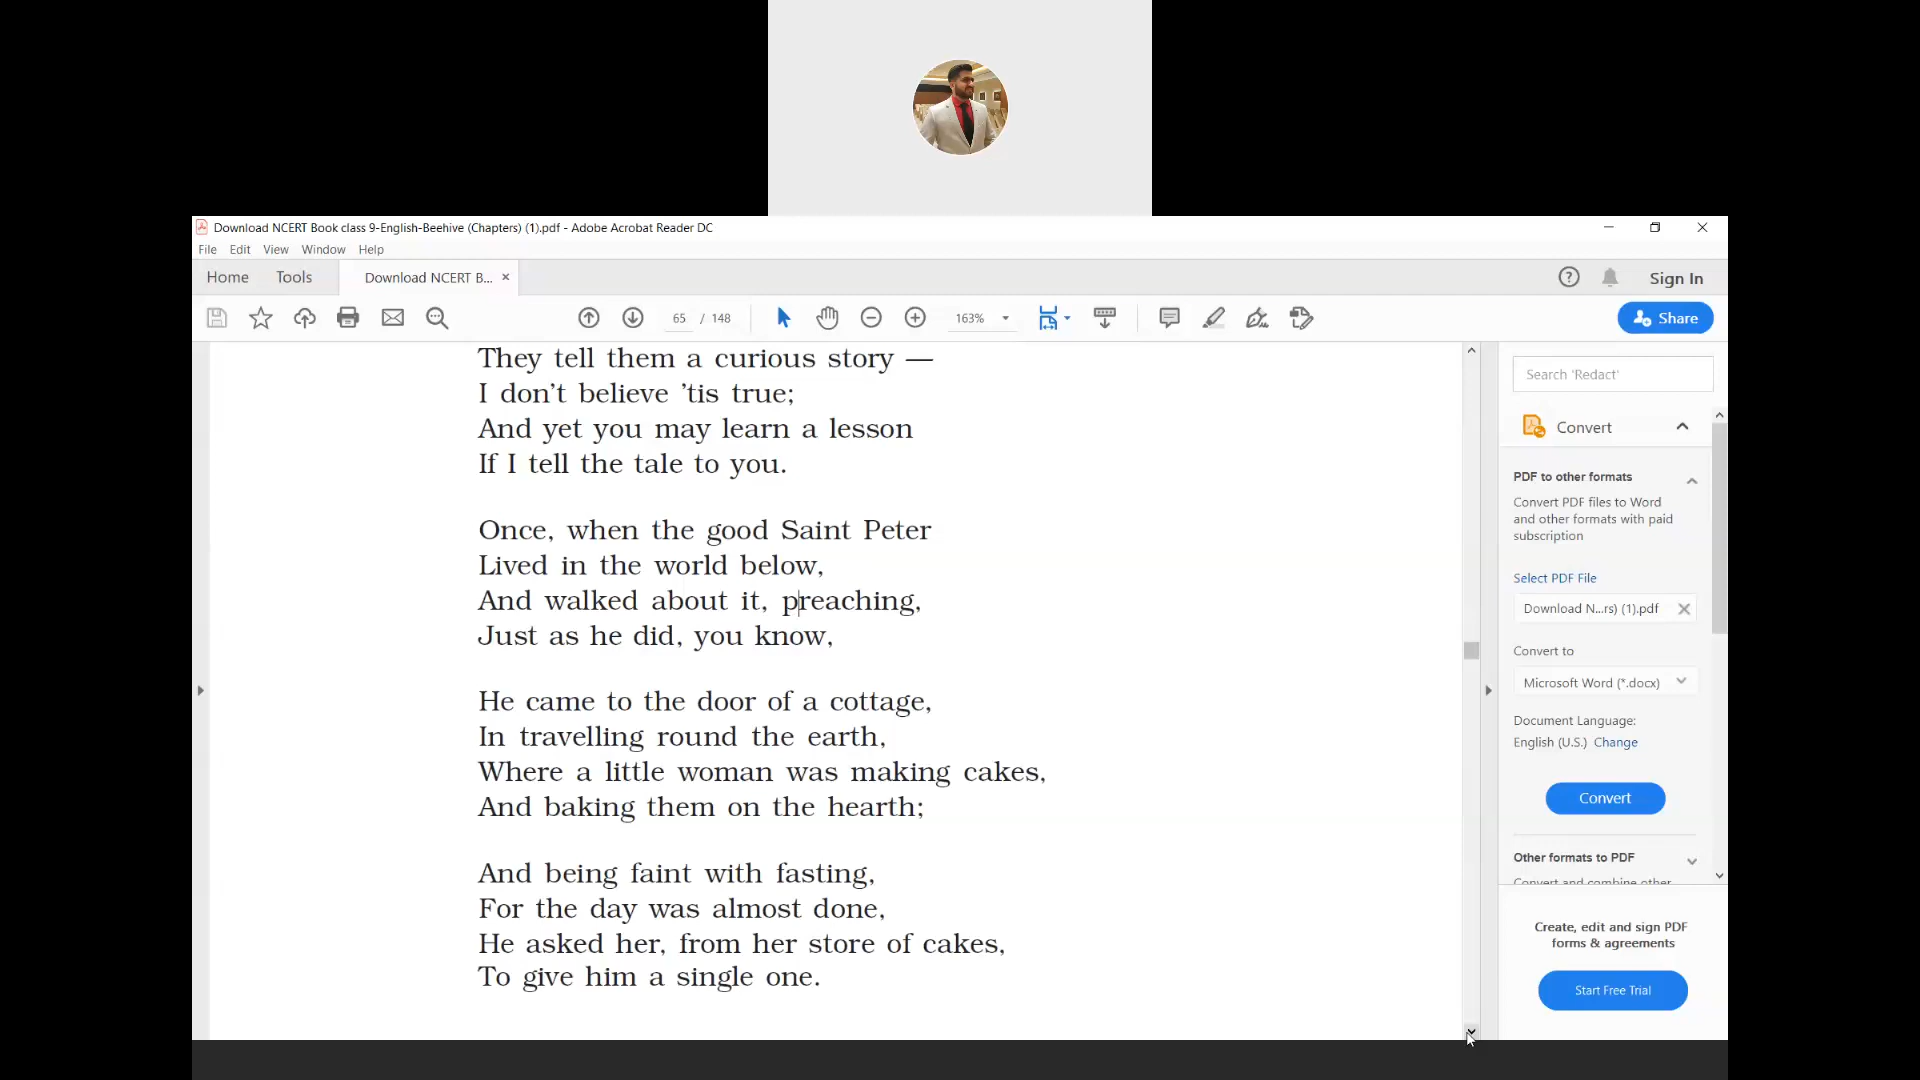 Download NCERT Book class 9-English-Beehive (Chapters) (1).pdf - Adobe Acrobat Reader DC
File Edit View Window Help
Home Tools Download NCERT B... ×
Sign In
65 / 148
163%
Share
They tell them a curious story —
I don't believe 'tis true;
And yet you may learn a lesson
If I tell the tale to you.
Once, when the good Saint Peter
Lived in the world below,
And walked about it, preaching,
Just as he did, you know,
He came to the door of a cottage,
In travelling round the earth,
Where a little woman was making cakes,
And baking them on the hearth;
And being faint with fasting,
For the day was almost done,
He asked her, from her store of cakes,
To give him a single one.
Search 'Redact'
Convert
PDF to other formats
Convert PDF files to Word
and other formats with paid
subscription
Select PDF File
Download N...rs) (1).pdf
Convert to
Microsoft Word (*.docx)
Document Language:
English (U.S.) Change
Convert
Other formats to PDF
Convert and combine other
Create, edit and sign PDF
forms & agreements
Start Free Trial